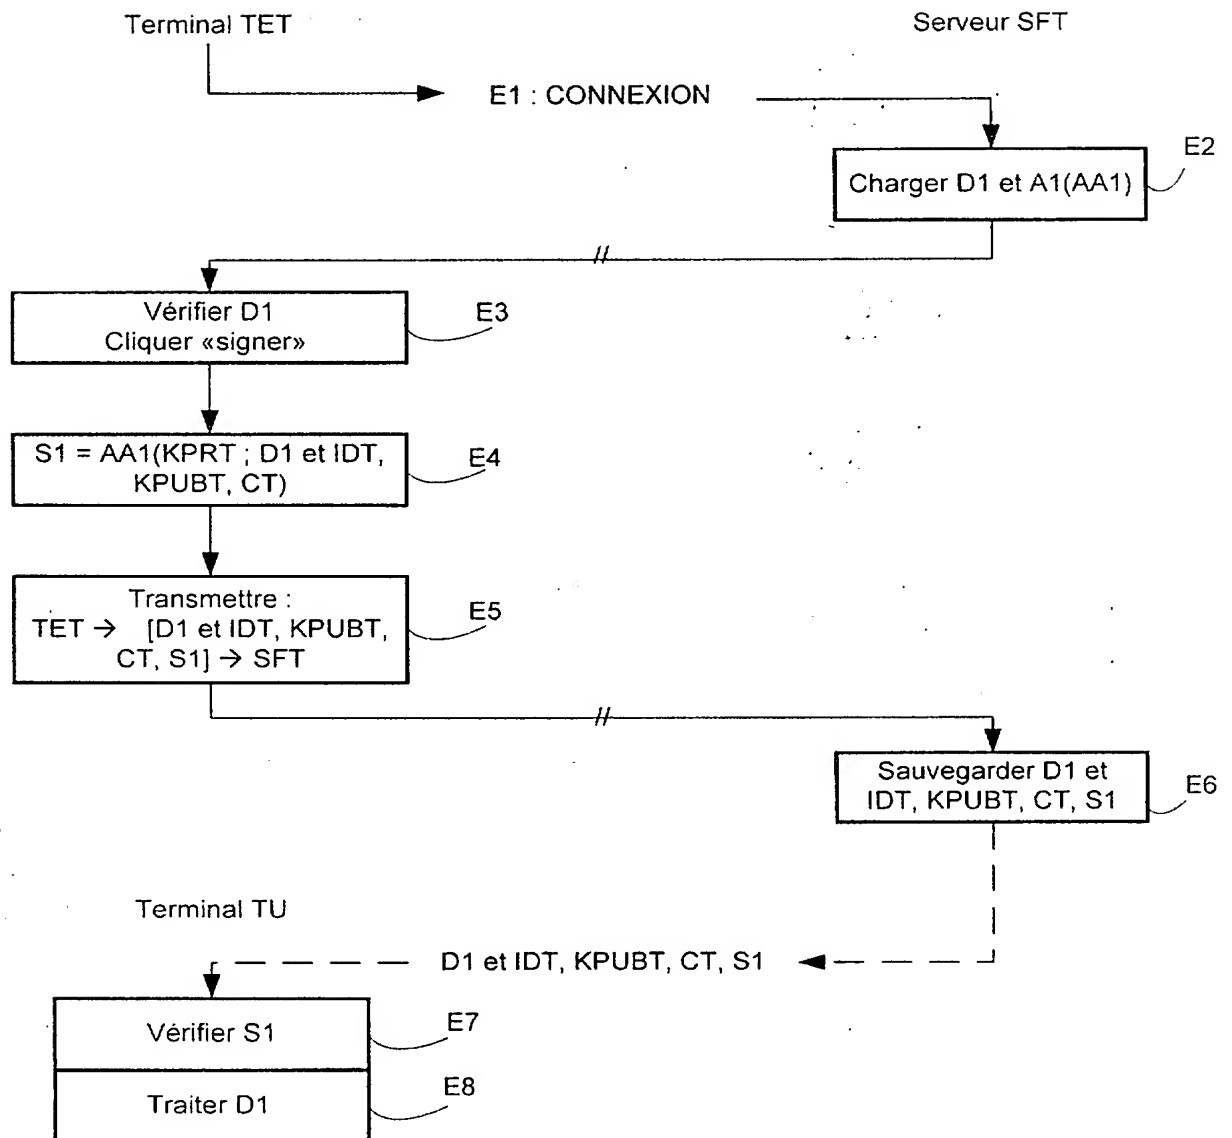 Terminal TET
Serveur SFT
E1 : CONNEXION
E2
Charger D1 et A1(AA1)
Vérifier D1
Cliquer «signer»
E3
S1 = AA1(KPRT ; D1 et IDT,
KPUBT, CT)
E4
Transmettre :
TET → [D1 et IDT, KPUBT,
CT, S1] → SFT
E5
Sauvegarder D1 et
IDT, KPUBT, CT, S1
E6
Terminal TU
D1 et IDT, KPUBT, CT, S1
Vérifier S1
E7
Traiter D1
E8